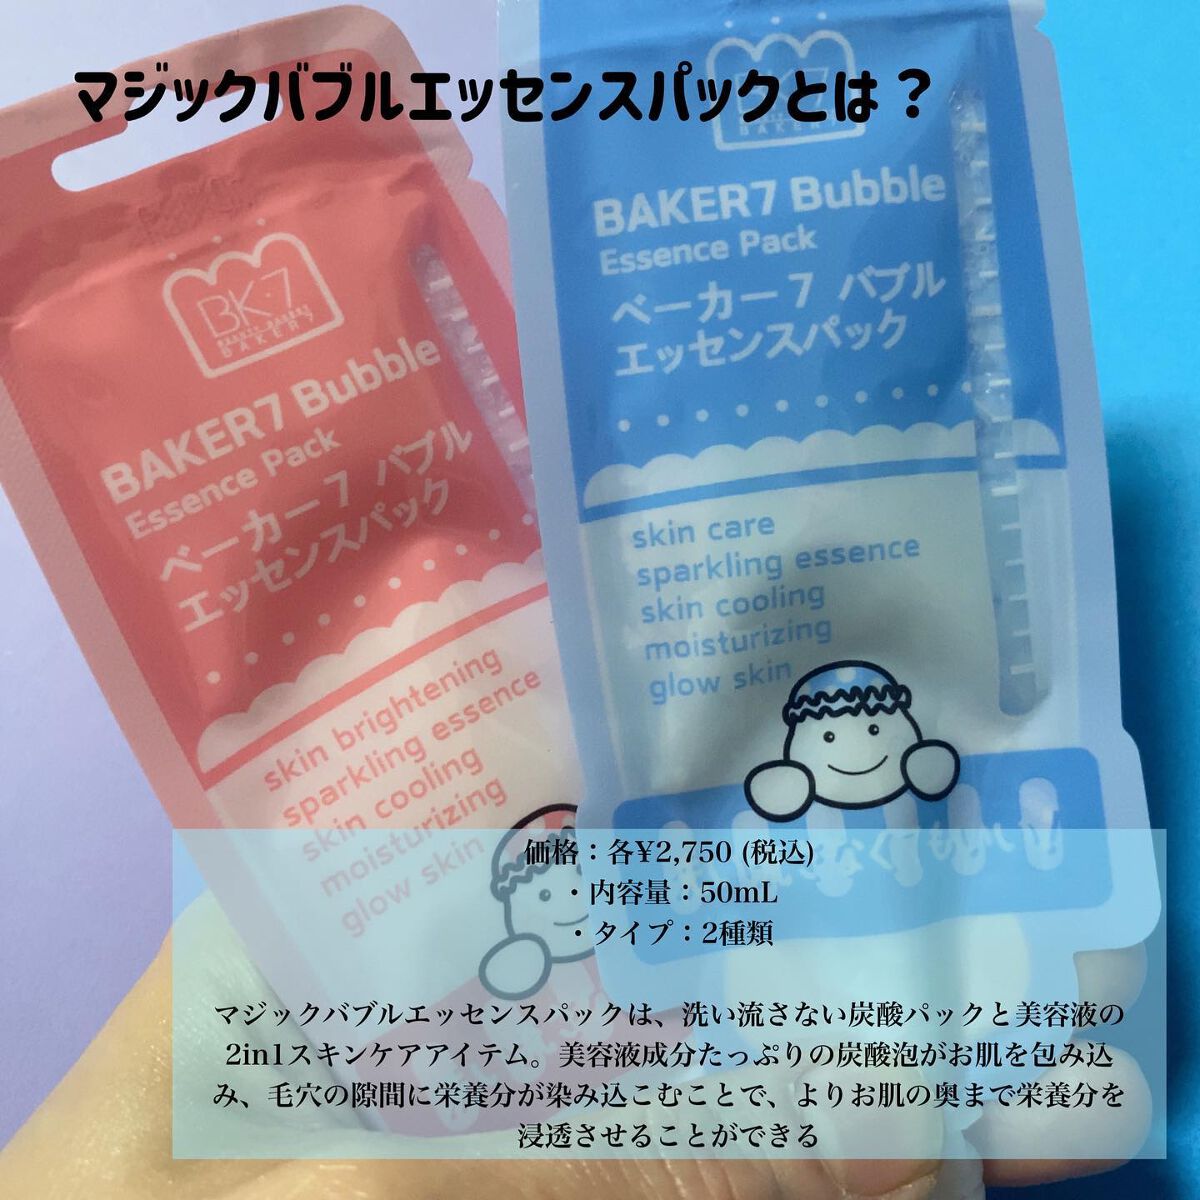 マジックバブルエッセンスパックとは？
BK·7
BAKERY
BAKER7 Bubble
Essence Pack
ベーカー7 バブル
エッセンスパック
skin brightening
sparkling essence
skin cooling
moisturizing
glow skin
BAKERY
BAKER7 Bubble
Essence Pack
ベーカー7 バブル
エッセンスパック
skin care
sparkling essence
skin cooling
moisturizing
glow skin
価格：各¥2,750 (税込)
・内容量：50mL
・タイプ：2種類
マジックバブルエッセンスパックは、洗い流さない炭酸パックと美容液の
2in1スキンケアアイテム。美容液成分たっぷりの炭酸泡がお肌を包み込
み、毛穴の隙間に栄養分が染み込こむことで、よりお肌の奥まで栄養分を
浸透させることができる